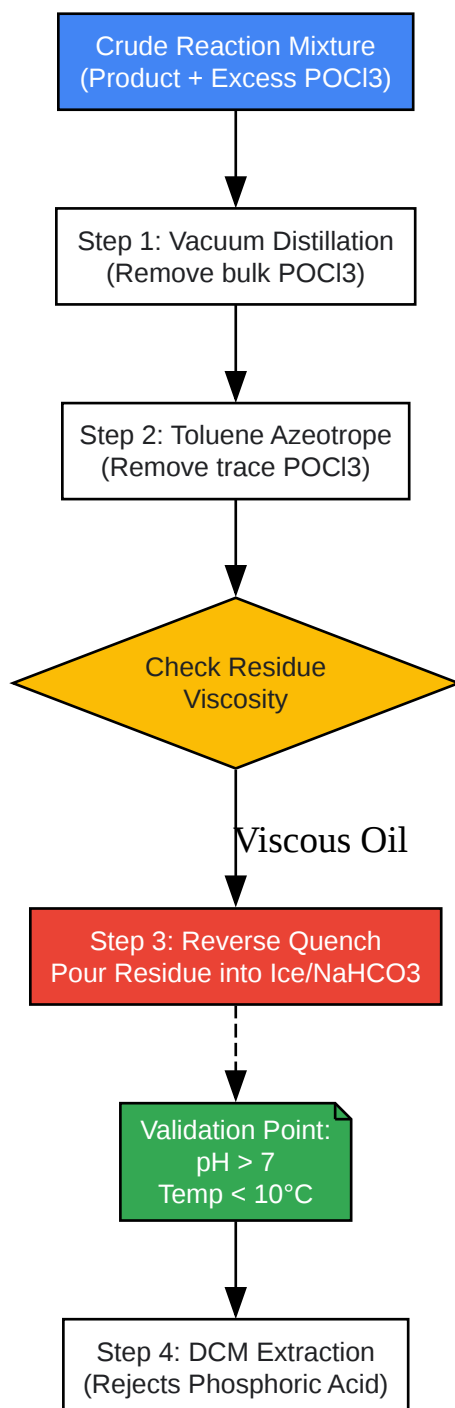 Crude Reaction Mixture
(Product + Excess POCl3)
Step 1: Vacuum Distillation
(Remove bulk POCl3)
Step 2: Toluene Azeotrope
(Remove trace POCl3)
Check Residue
Viscosity
Viscous Oil
Step 3: Reverse Quench
Pour Residue into Ice/NaHCO3
Validation Point:
pH > 7
Temp < 10°C
Step 4: DCM Extraction
(Rejects Phosphoric Acid)